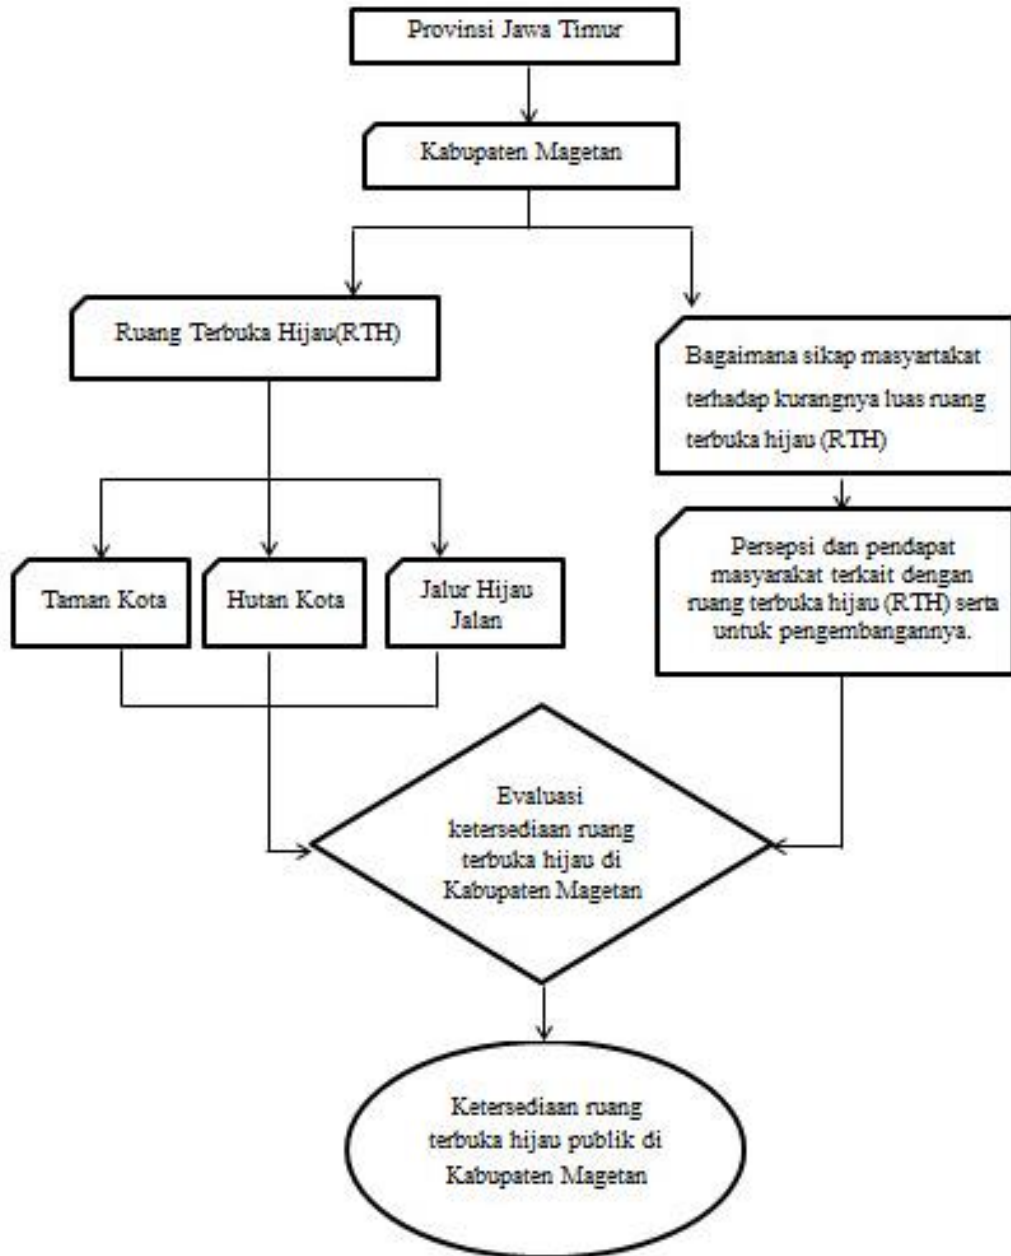 Provinsi Jawa Timur
Kabupaten Magetan
Ruang Terbuka Hijau(RTH)
Bagaimana sikap masyartakat
terhadap kurangnya luas ruang
terbuka hijau (RTH)
Persepsi dan pendapat
masyarakat terkait dengan
ruang terbuka hijau (RTH) serta
untuk pengembangannya.
Taman Kota
Hutan Kota
Jalur Hijau
Jalan
Evaluasi
ketersediaan ruang
terbuka hijau di
Kabupaten Magetan
Ketersediaan ruang
terbuka hijau publik di
Kabupaten Magetan